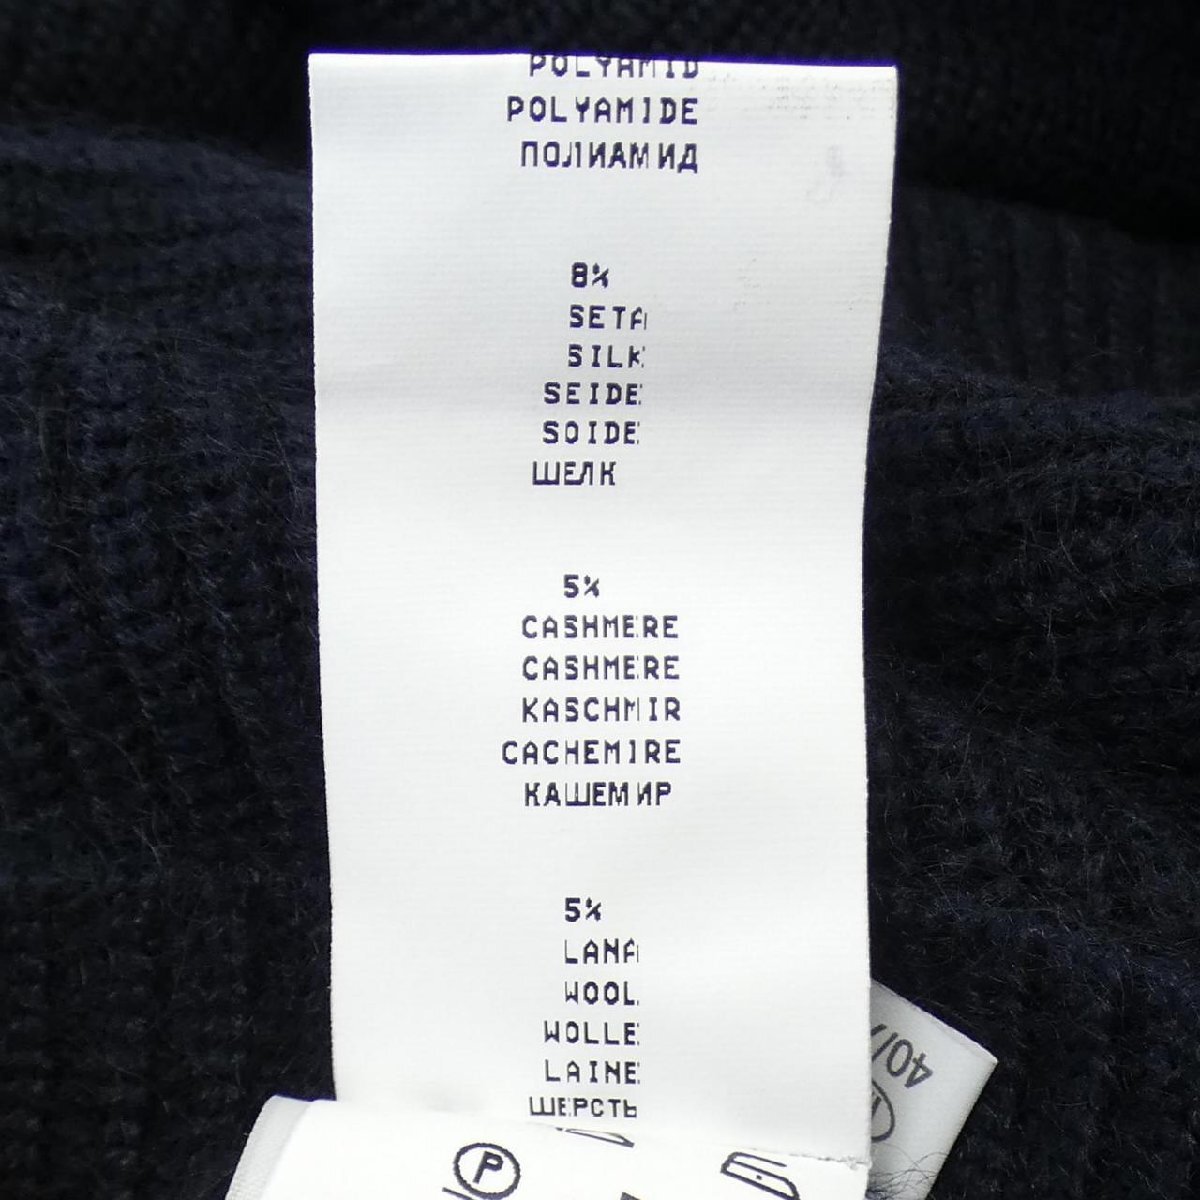 POLYAMID
POLYAMIDE
ПОЛИАМИД
8%
SETA
SILK
SEIDE
SOIDE
ШЕЛК
5%
CASHMERE
CASHMERE
KASCHMIR
CACHEMIRE
КАШЕМИР
5%
LANA
WOOL
WOLLE
LAINE
ШЕРСТЬ
P
40/